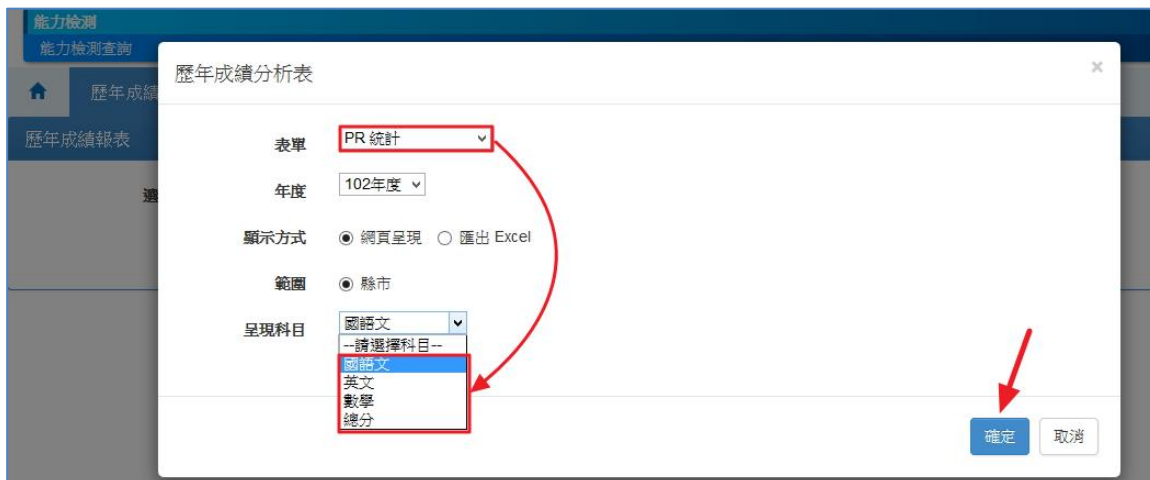 能力檢測
能力檢測查詢
歷年成績分析表
×
歷年成績
歷年成績報表
表單 PR 統計
選
年度 102年度
顯示方式 網頁呈現 匯出 Excel
範圍 縣市
呈現科目 國語文
--請選擇科目--
國語文
英文
數學
總分
確定 取消